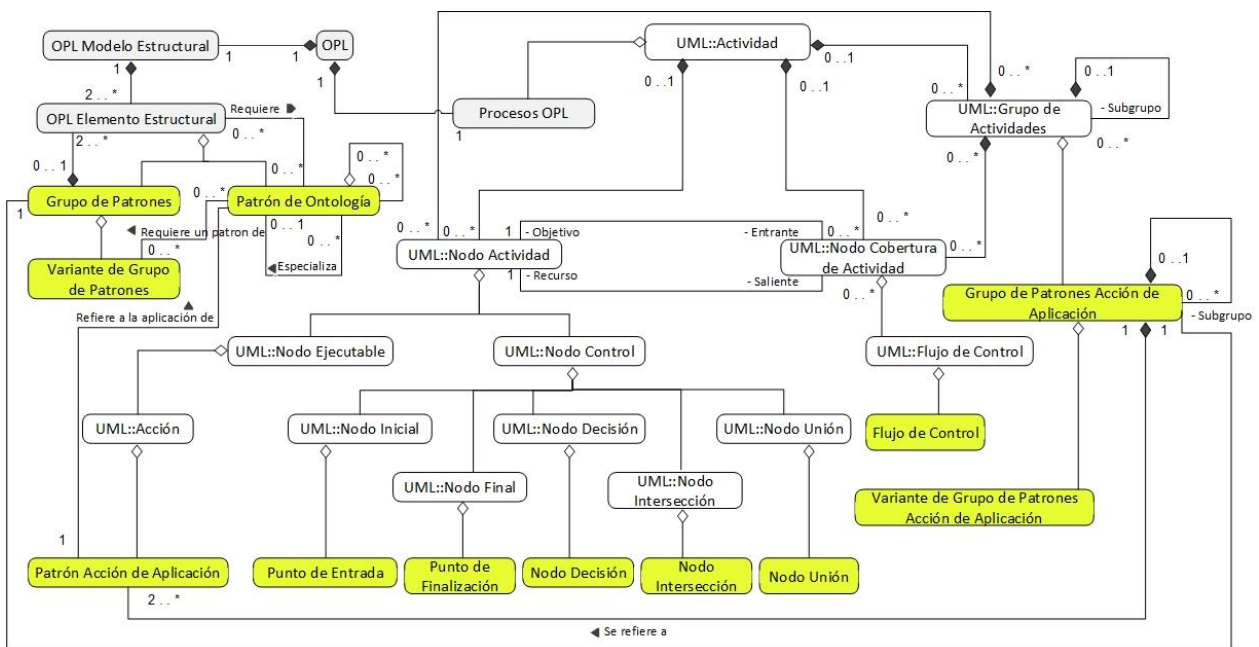 OPL Modelo Estructural
1
1
OPL
UML::Actividad
0..1
0..1
0..1
0..*
0..1
1
1
2..*
Requiere
Procesos OPL
1
0..*
UML::Grupo de
Actividades
- Subgrupo
OPL Elemento Estructural
2..*
0..*
0..*
0..*
0..*
0..1
0..*
0..*
0..*
0..*
1
Grupo de Patrones
Patrón de Ontología
Requiere un patron de
0..*
0..1
0..*
Especializa
0..*
0..*
1
- Objetivo
- Entrante
0..*
0..*
0..*
UML::Nodo Actividad
1
- Recurso
- Saliente
UML::Nodo Cobertura
de Actividad
0..*
0..1
0..*
Variante de Grupo
de Patrones
Grupo de Patrones Acción de
Aplicación
- Subgrupo
Refiere a la aplicación de
1
1
UML::Nodo Ejecutable
UML::Nodo Control
UML::Flujo de Control
UML::Acción
UML::Nodo Inicial
UML::Nodo Decisión
UML::Nodo Unión
Flujo de Control
UML::Nodo Final
UML::Nodo
Intersección
Variante de Grupo de Patrones
Acción de Aplicación
1
Patrón Acción de Aplicación
Punto de Entrada
Punto de
Finalización
Nodo Decisión
Nodo
Intersección
Nodo Unión
2..*
Se refiere a